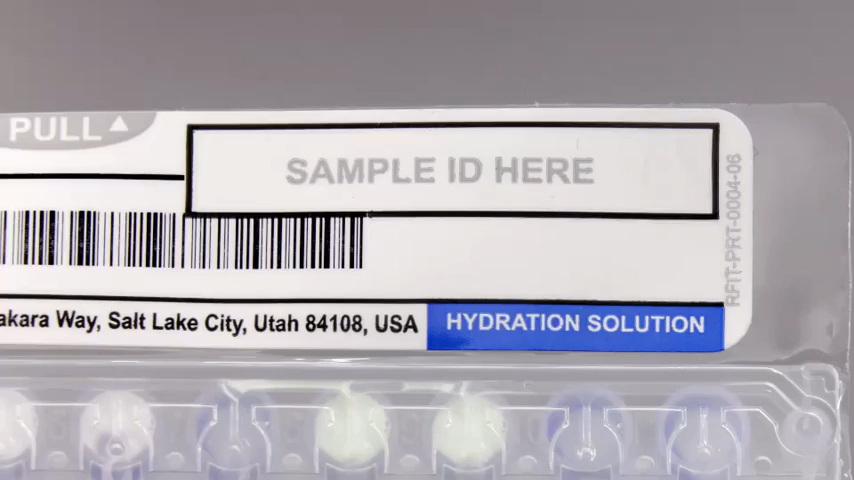 PULL ▲
SAMPLE ID HERE
RFIT-PRT-0004-06
akara Way, Salt Lake City, Utah 84108, USA
HYDRATION SOLUTION